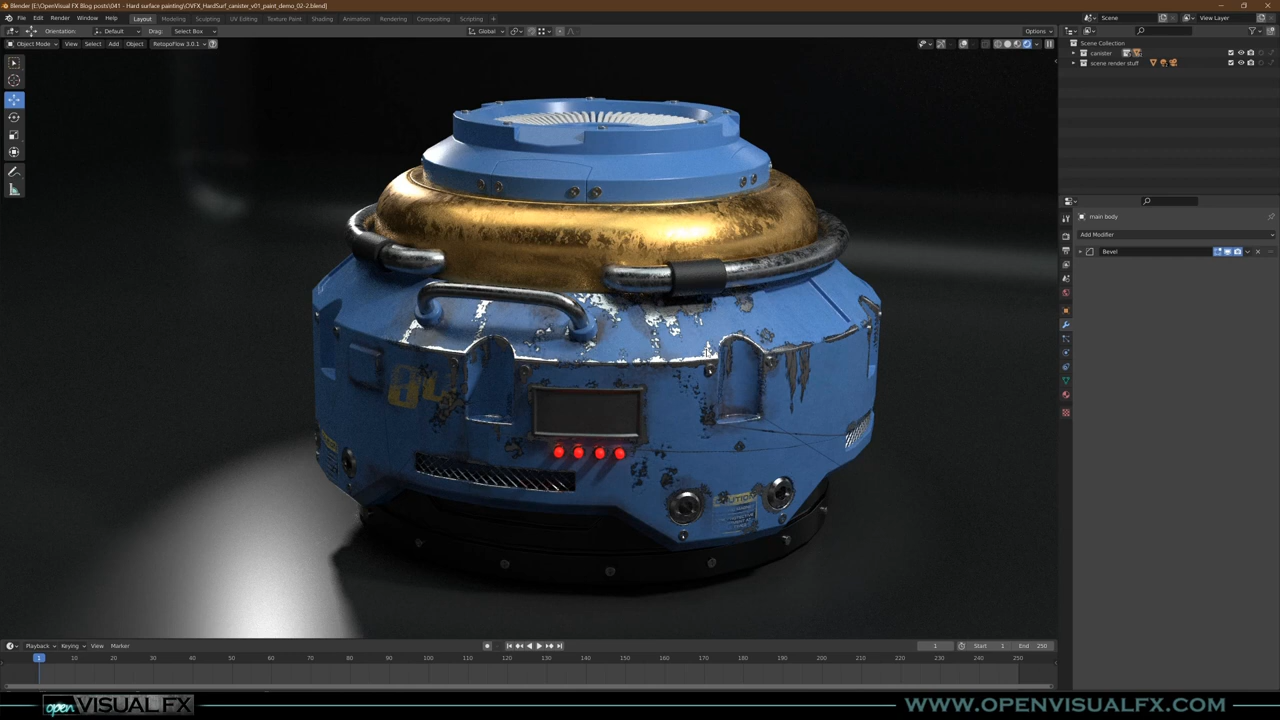 Blender [E:\OpenVisual FX Blog posts\041 - Hard surface painting\OVFX_HardSurf_canister_v01_paint_demo_02-2.blend]
File Edit Render Window Help Layout Modeling Sculpting UV Editing Texture Paint Shading Animation Rendering Compositing Scripting Scene View Layer
Orientation: Default Drag: Select Box Global Options
Object Mode View Select Add Object RetopoFlow 3.0.1
Scene Collection
canister
scene render stuff
main body
Add Modifier
Bevel
84
CAUTION
Playback Keying View Marker 1 Start 1 End 250
1 10 20 30 40 50 60 70 80 90 100 110 120 130 140 150 160 170 180 190 200 210 220 230 240 250
open VISUAL FX
WWW.OPENVISUALFX.COM